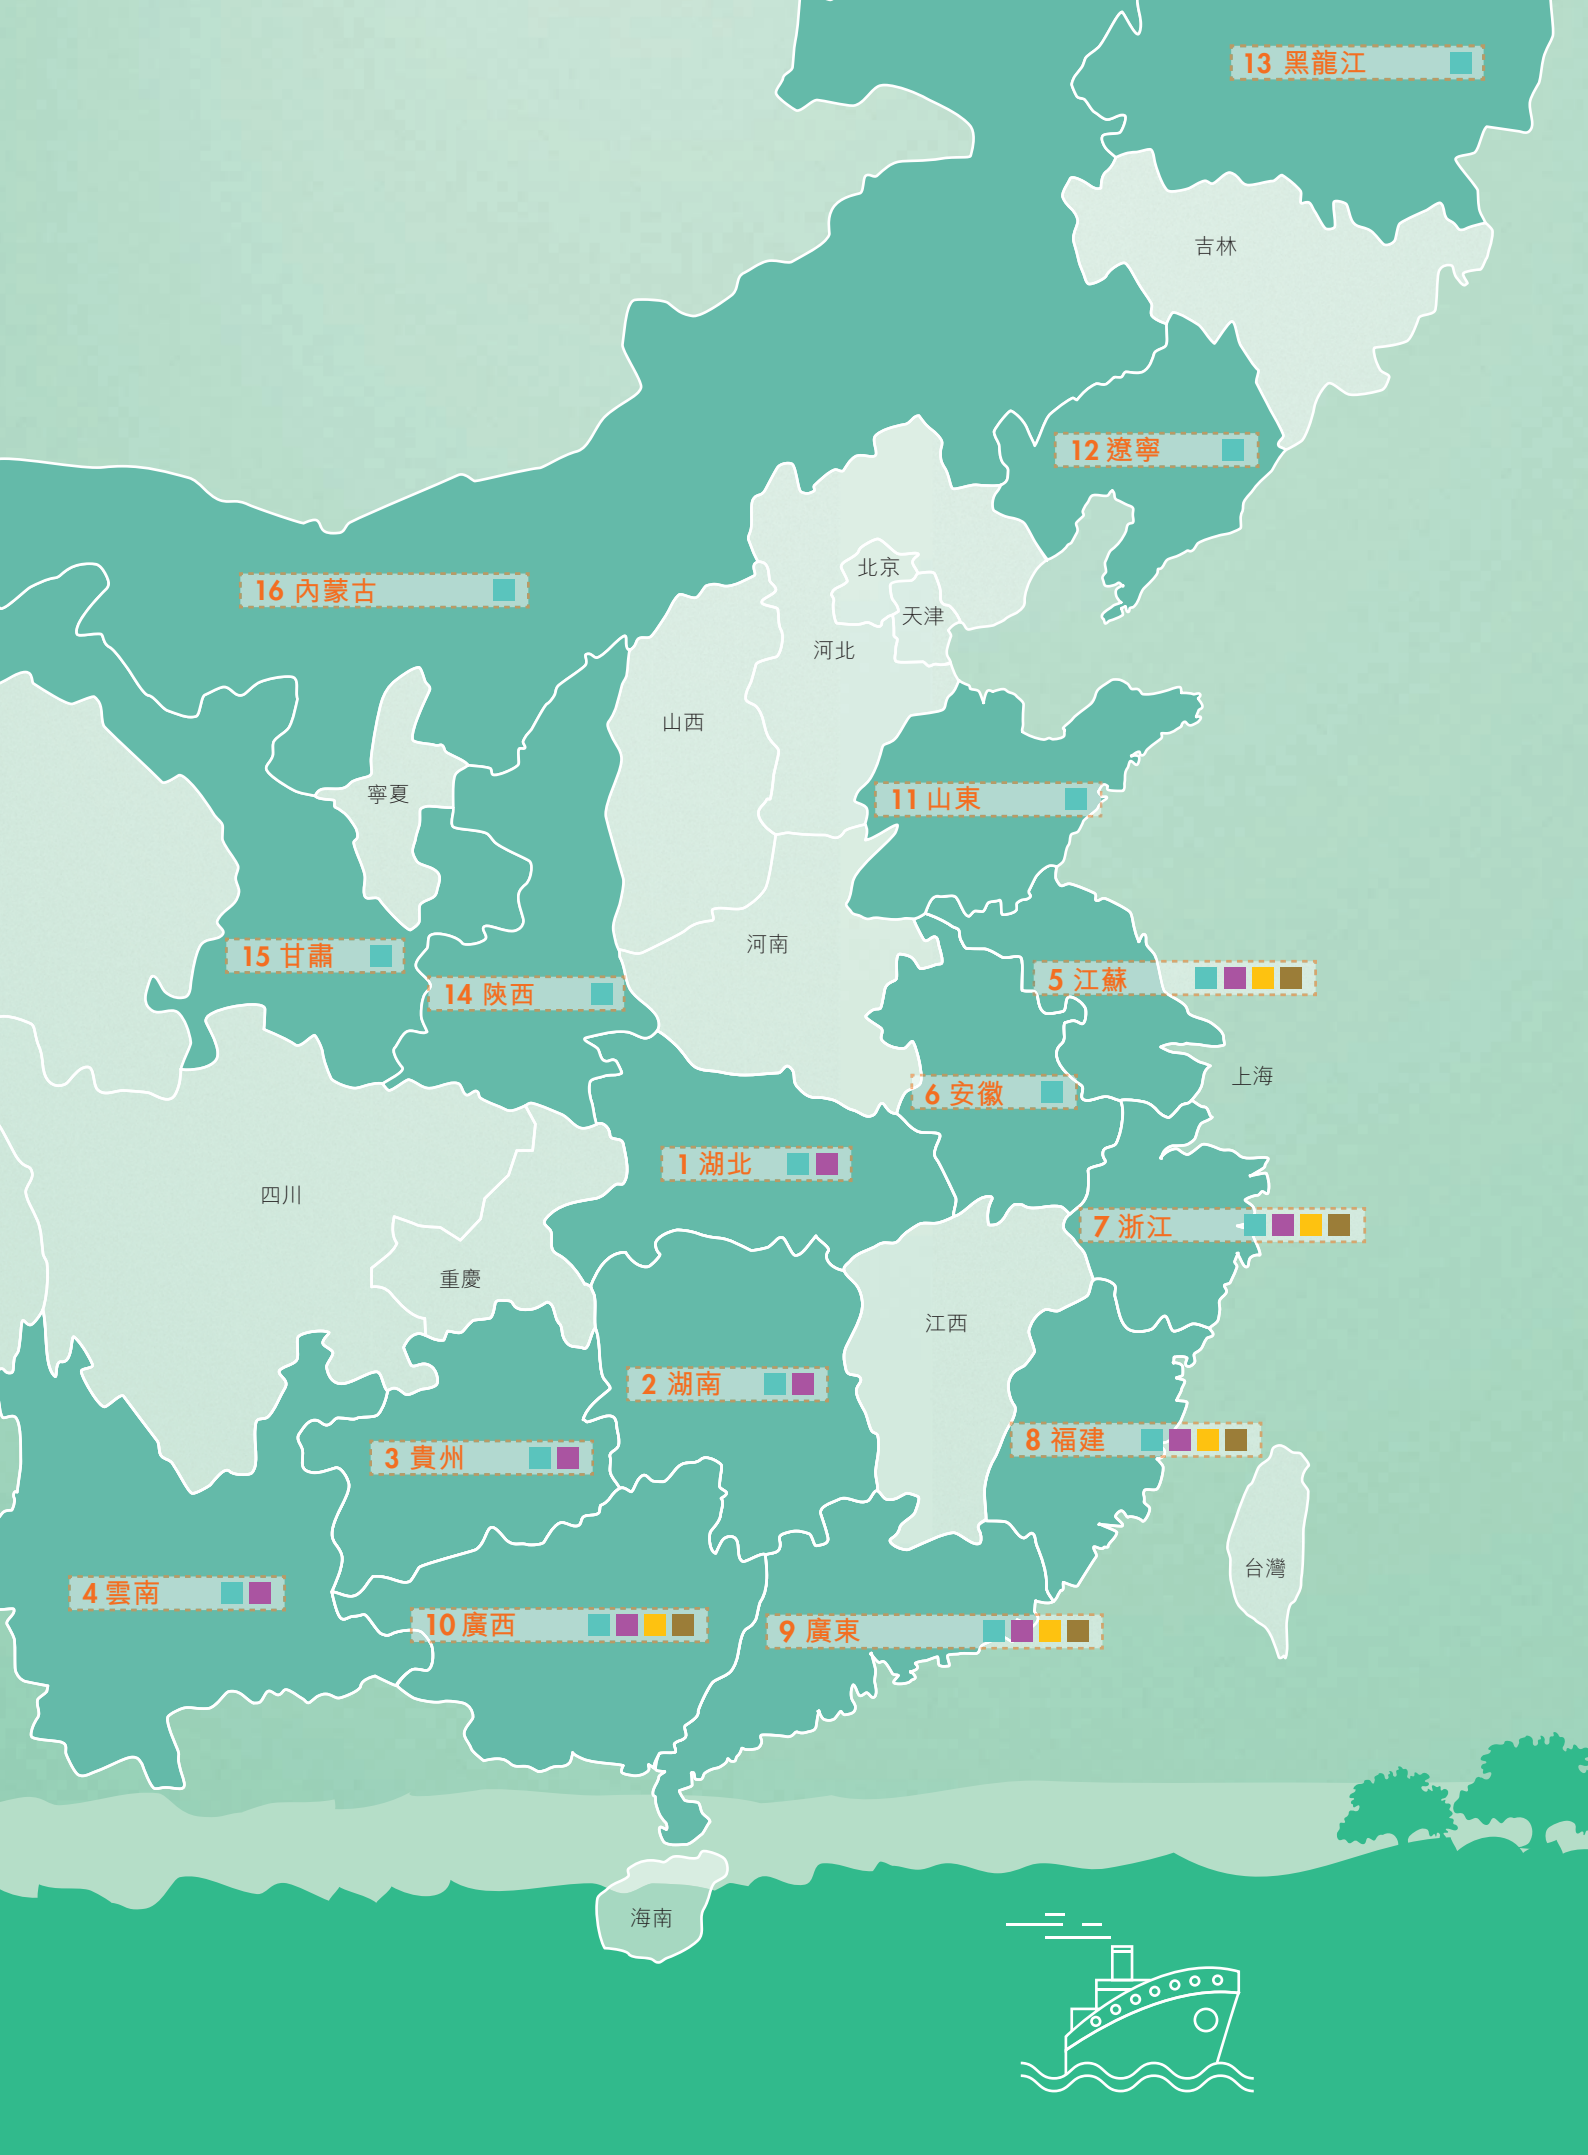 13 黑龍江
吉林
12 遼寧
北京
16 內蒙古
天津
河北
山西
寧夏
11 山東
河南
15 甘肅
5 江蘇
14 陝西
上海
6 安徽
1 湖北
四川
7 浙江
重慶
江西
2 湖南
8 福建
3 貴州
台灣
4 雲南
10 廣西
9 廣東
海南